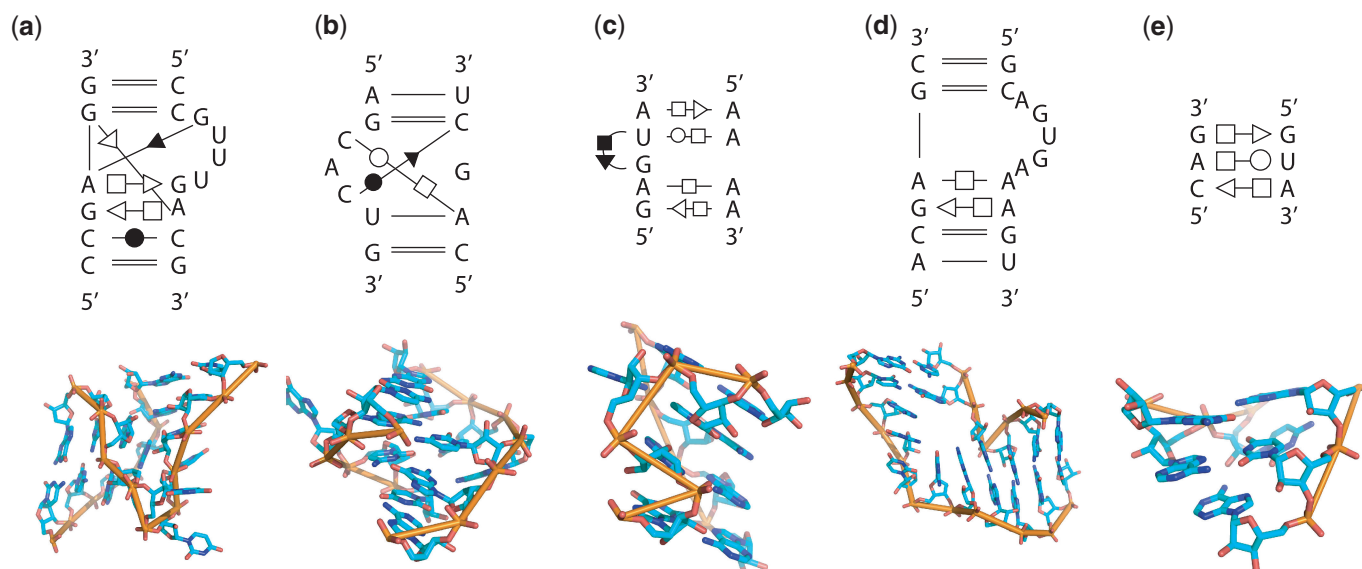 (a)
3′ 5′
G C
G C G
U
U
A G U
G A
C C
C G
5′ 3′
(b)
5′ 3′
A U
G C
C
A G
C
U A
G C
3′ 5′
(c)
3′ 5′
A A
U A
G
A A
G A
5′ 3′
(d)
3′ 5′
C G
G C A
G
U
G
A
A A
G A
C G
A U
5′ 3′
(e)
3′ 5′
G G
A U
C A
5′ 3′